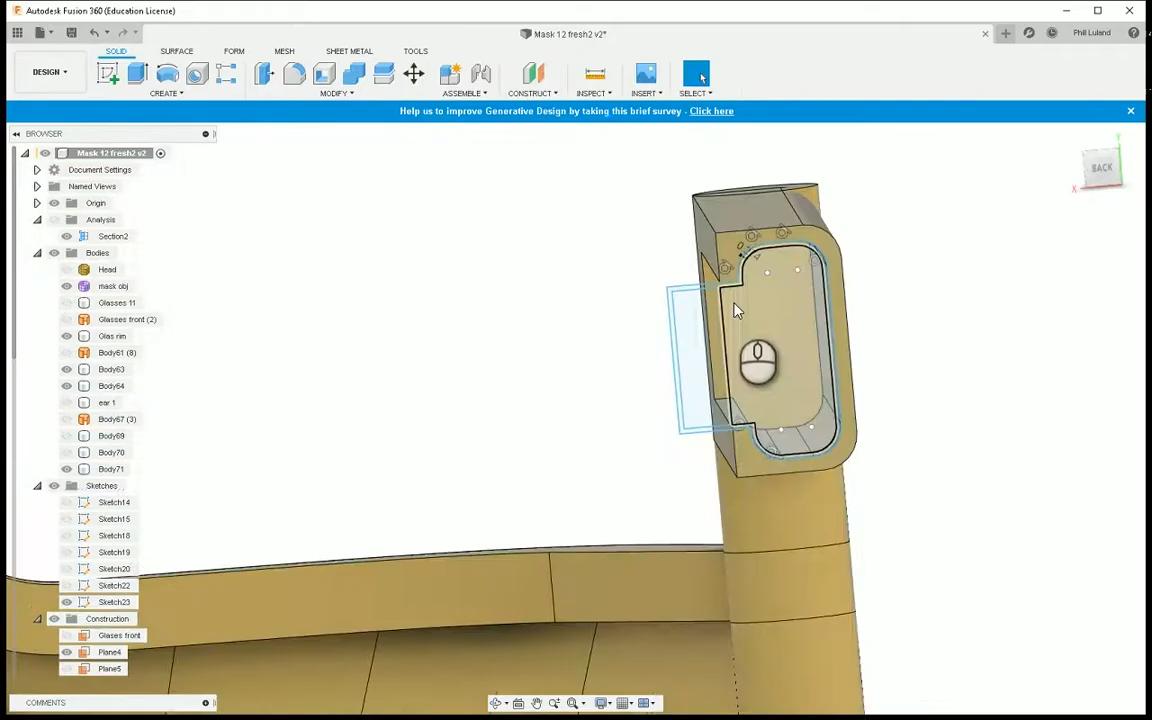 Autodesk Fusion 360 (Education License)
Mask 12 fresh2 v2*
Phill Luland
SOLID SURFACE FORM MESH SHEET METAL TOOLS
DESIGN
CREATE MODIFY ASSEMBLE CONSTRUCT INSPECT INSERT SELECT
Help us to improve Generative Design by taking this brief survey - Click here
BROWSER
Mask 12 fresh2 v2
Document Settings
Named Views
Origin
Analysis
Section2
Bodies
Head
mask obj
Glasses 11
Glasses front (2)
Glas rim
Body61 (8)
Body63
Body64
ear 1
Body67 (3)
Body69
Body70
Body71
Sketches
Sketch14
Sketch15
Sketch18
Sketch19
Sketch20
Sketch22
Sketch23
Construction
Glases front
Plane4
Plane5
COMMENTS
BACK
X
Y